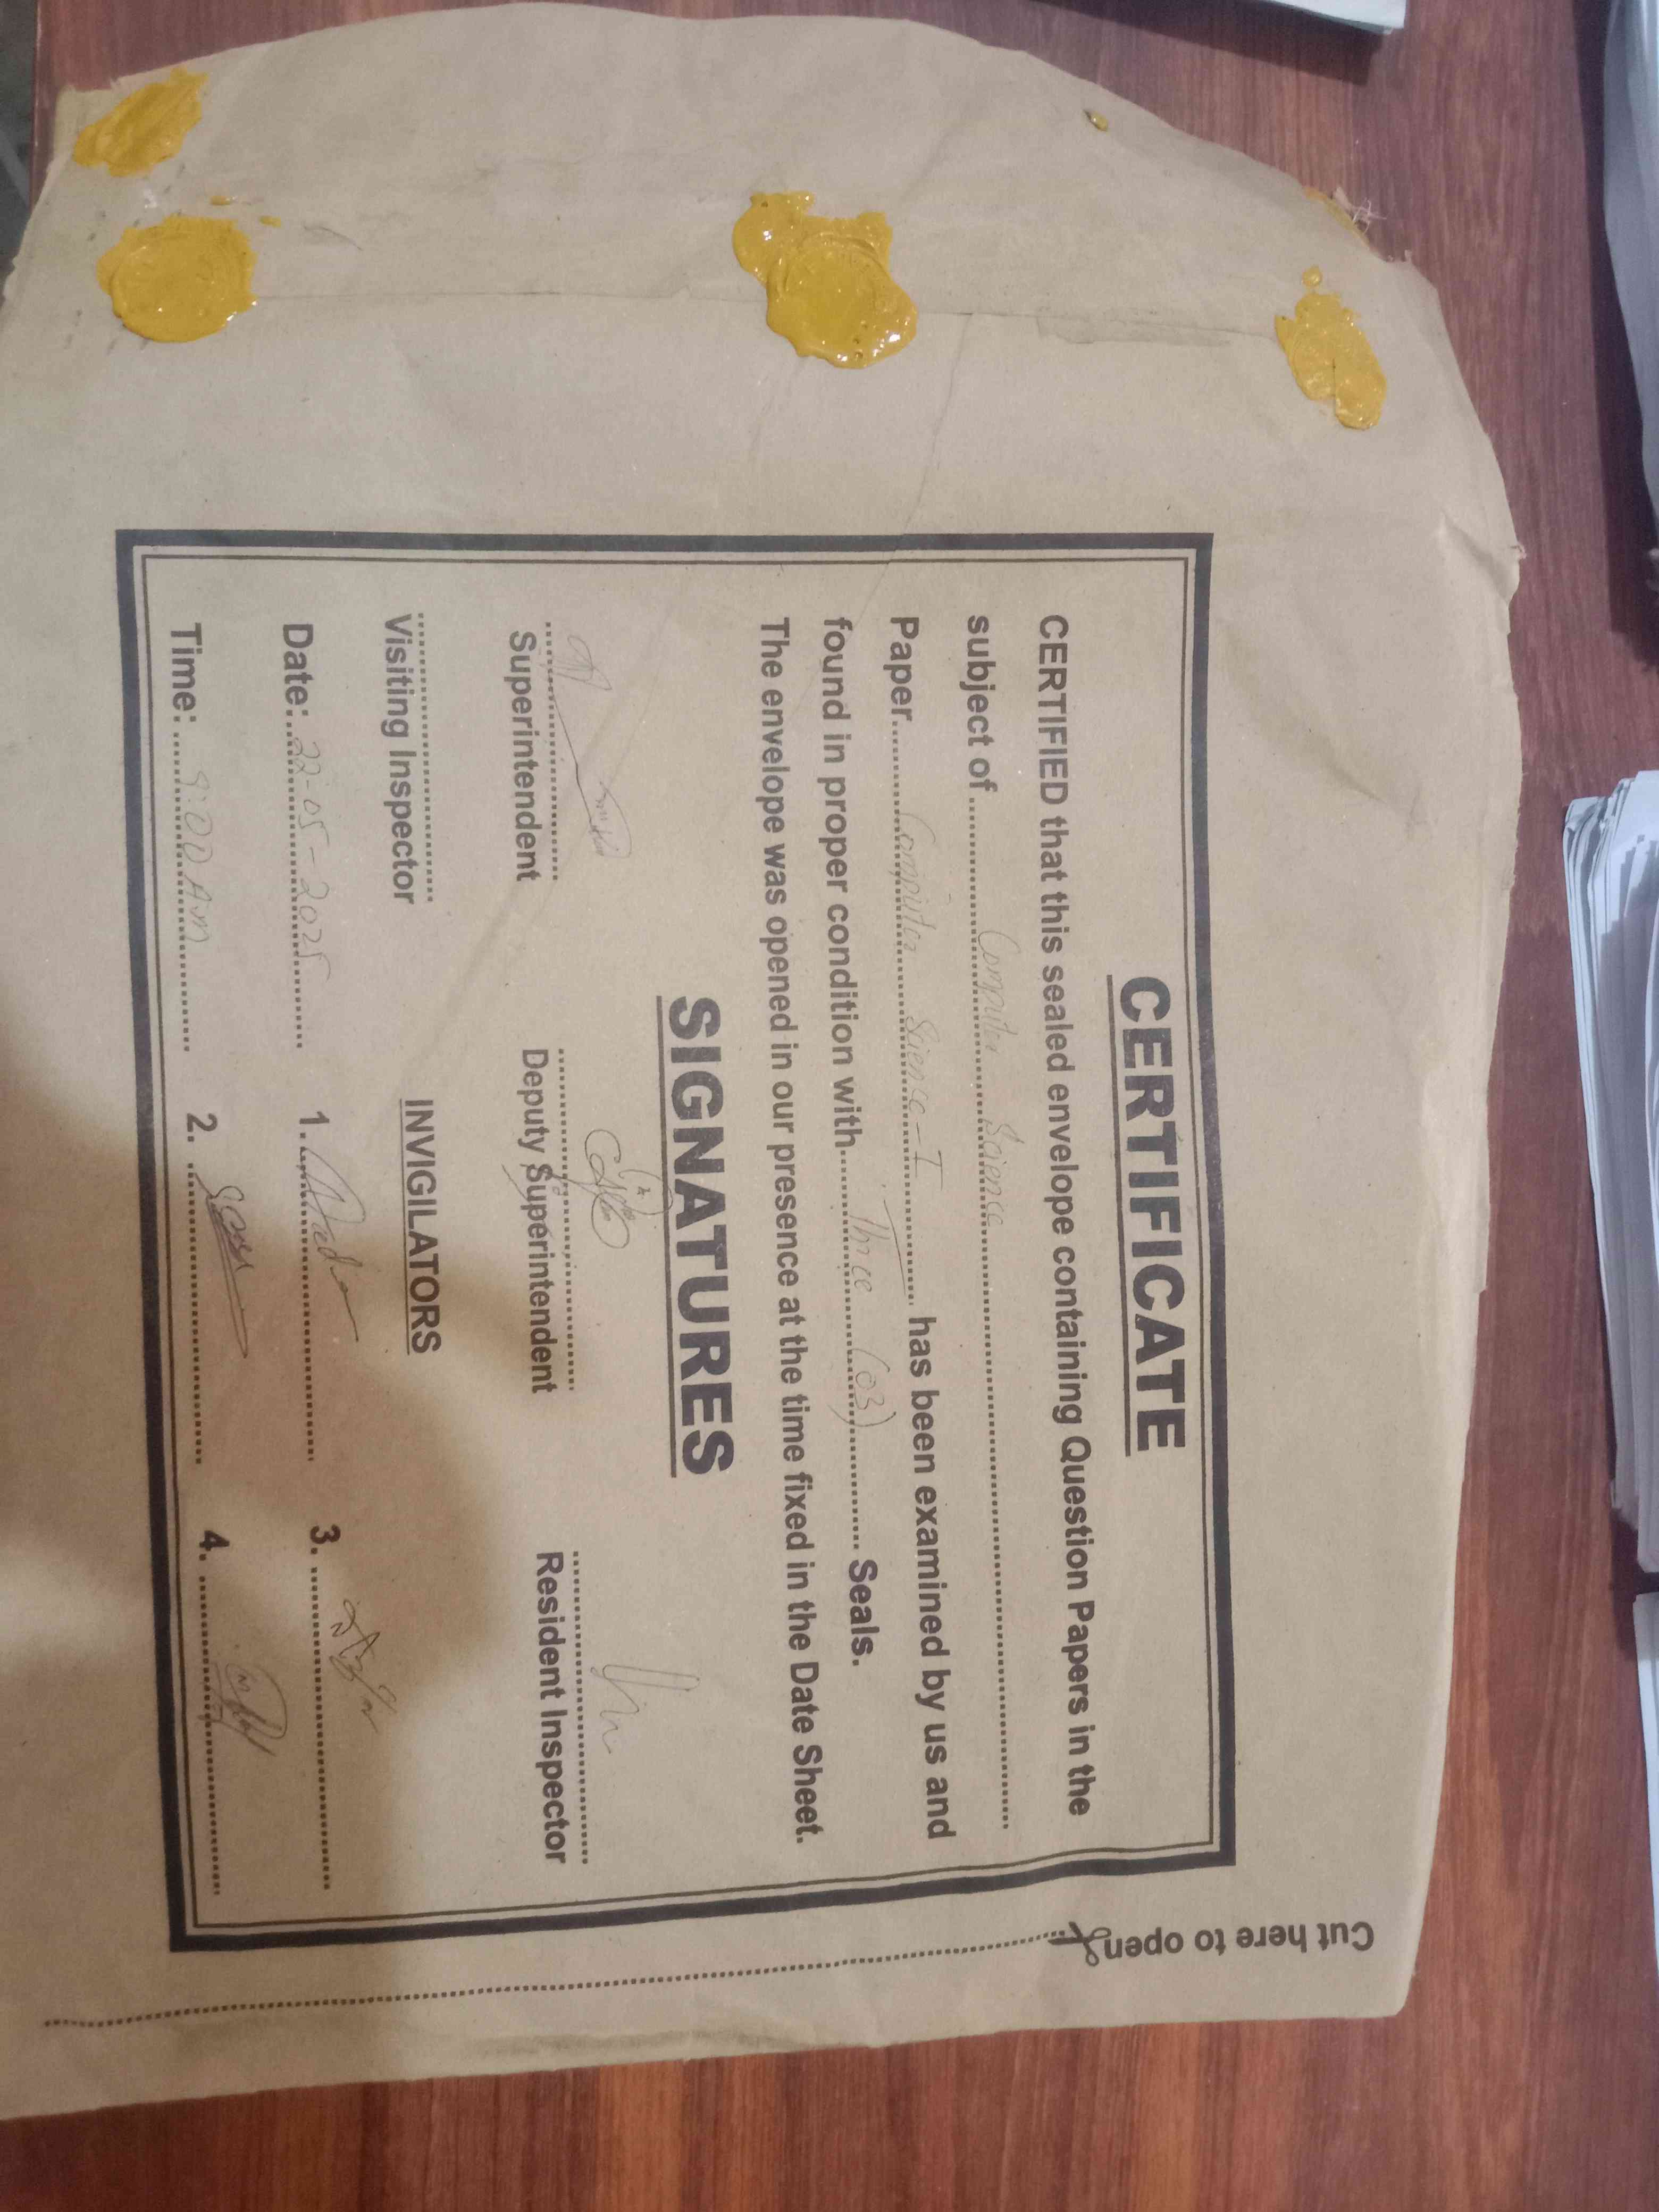 CERTIFICATE
CERTIFIED that this sealed envelope containing Question Papers in the
subject of.......... Computer Science ..........
Paper.......... Computer Science-I .......... has been examined by us and
found in proper condition with.......... Three (03) .......... Seals.
The envelope was opened in our presence at the time fixed in the Date Sheet.
SIGNATURES
Superintendent Deputy Superintendent Resident Inspector
Visiting Inspector INVIGILATORS
Date: 22-05-2025 1. 3.
Time: 9:00 Am 2. 4.
Cut here to open